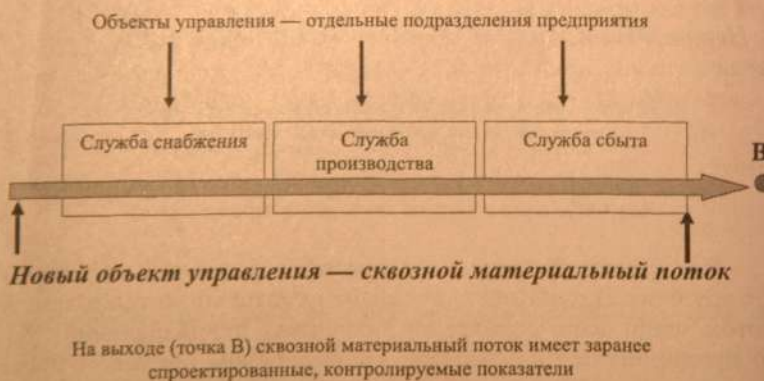 Объекты управления — отдельные подразделения предприятия
Служба снабжения
Служба
производства
Служба сбыта
В
Новый объект управления — сквозной материальный поток
На выходе (точка В) сквозной материальный поток имеет заранее
спроектированные, контролируемые показатели